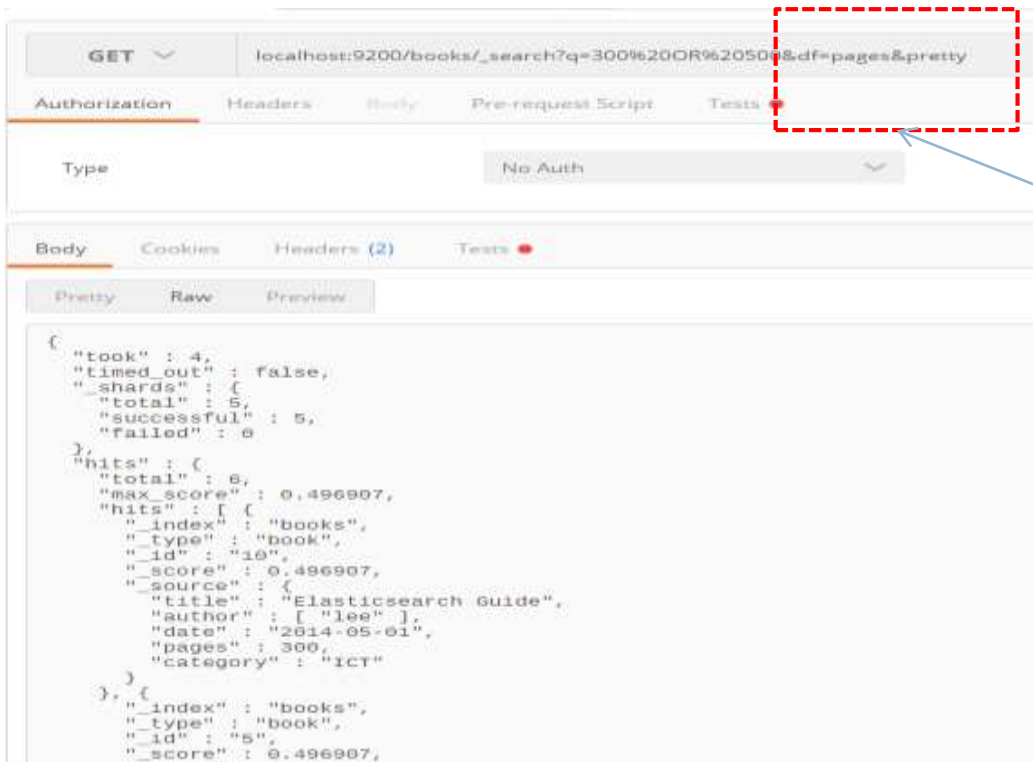 GET localhost:9200/books/_search?q=300%20OR%20500&df=pages&pretty
Authorization Headers Body Pre-request Script Tests
Type No Auth
Body Cookies Headers (2) Tests
Pretty Raw Preview
{
"took" : 4,
"timed_out" : false,
"_shards" : {
"total" : 5,
"successful" : 5,
"failed" : 0
},
"hits" : {
"total" : 6,
"max_score" : 0.496907,
"hits" : [ {
"_index" : "books",
"_type" : "book",
"_id" : "10",
"_score" : 0.496907,
"_source" : {
"title" : "Elasticsearch Guide",
"author" : [ "lee" ],
"date" : "2014-05-01",
"pages" : 300,
"category" : "ICT"
}
}, {
"_index" : "books",
"_type" : "book",
"_id" : "5",
"_score" : 0.496907,